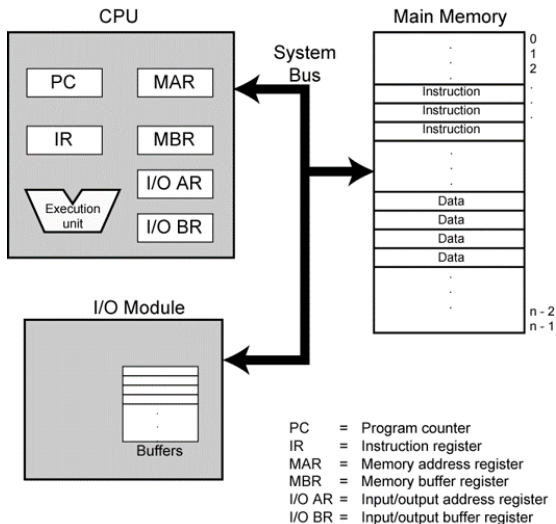 CPU
Main Memory
System
Bus
PC
MAR
IR
MBR
I/O AR
I/O BR
Execution
unit
0
1
2
.
.
.
.
.
.
Instruction
Instruction
Instruction
.
.
.
Data
Data
Data
Data
.
.
.
n - 2
n - 1
I/O Module
.
.
.
Buffers
PC = Program counter
IR = Instruction register
MAR = Memory address register
MBR = Memory buffer register
I/O AR = Input/output address register
I/O BR = Input/output buffer register